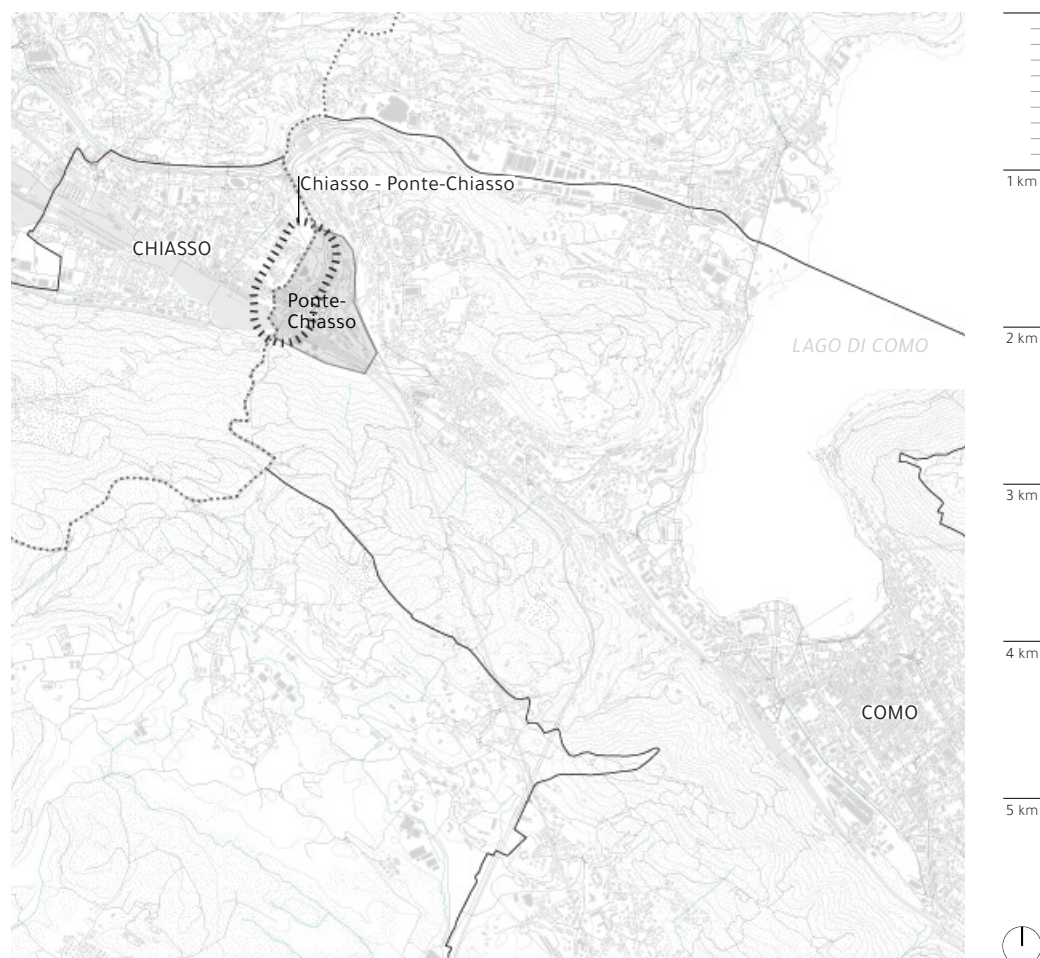 Chiasso - Ponte-Chiasso
CHIASSO
Ponte-
Chiasso
LAGO DI COMO
COMO
1 km
2 km
3 km
4 km
5 km